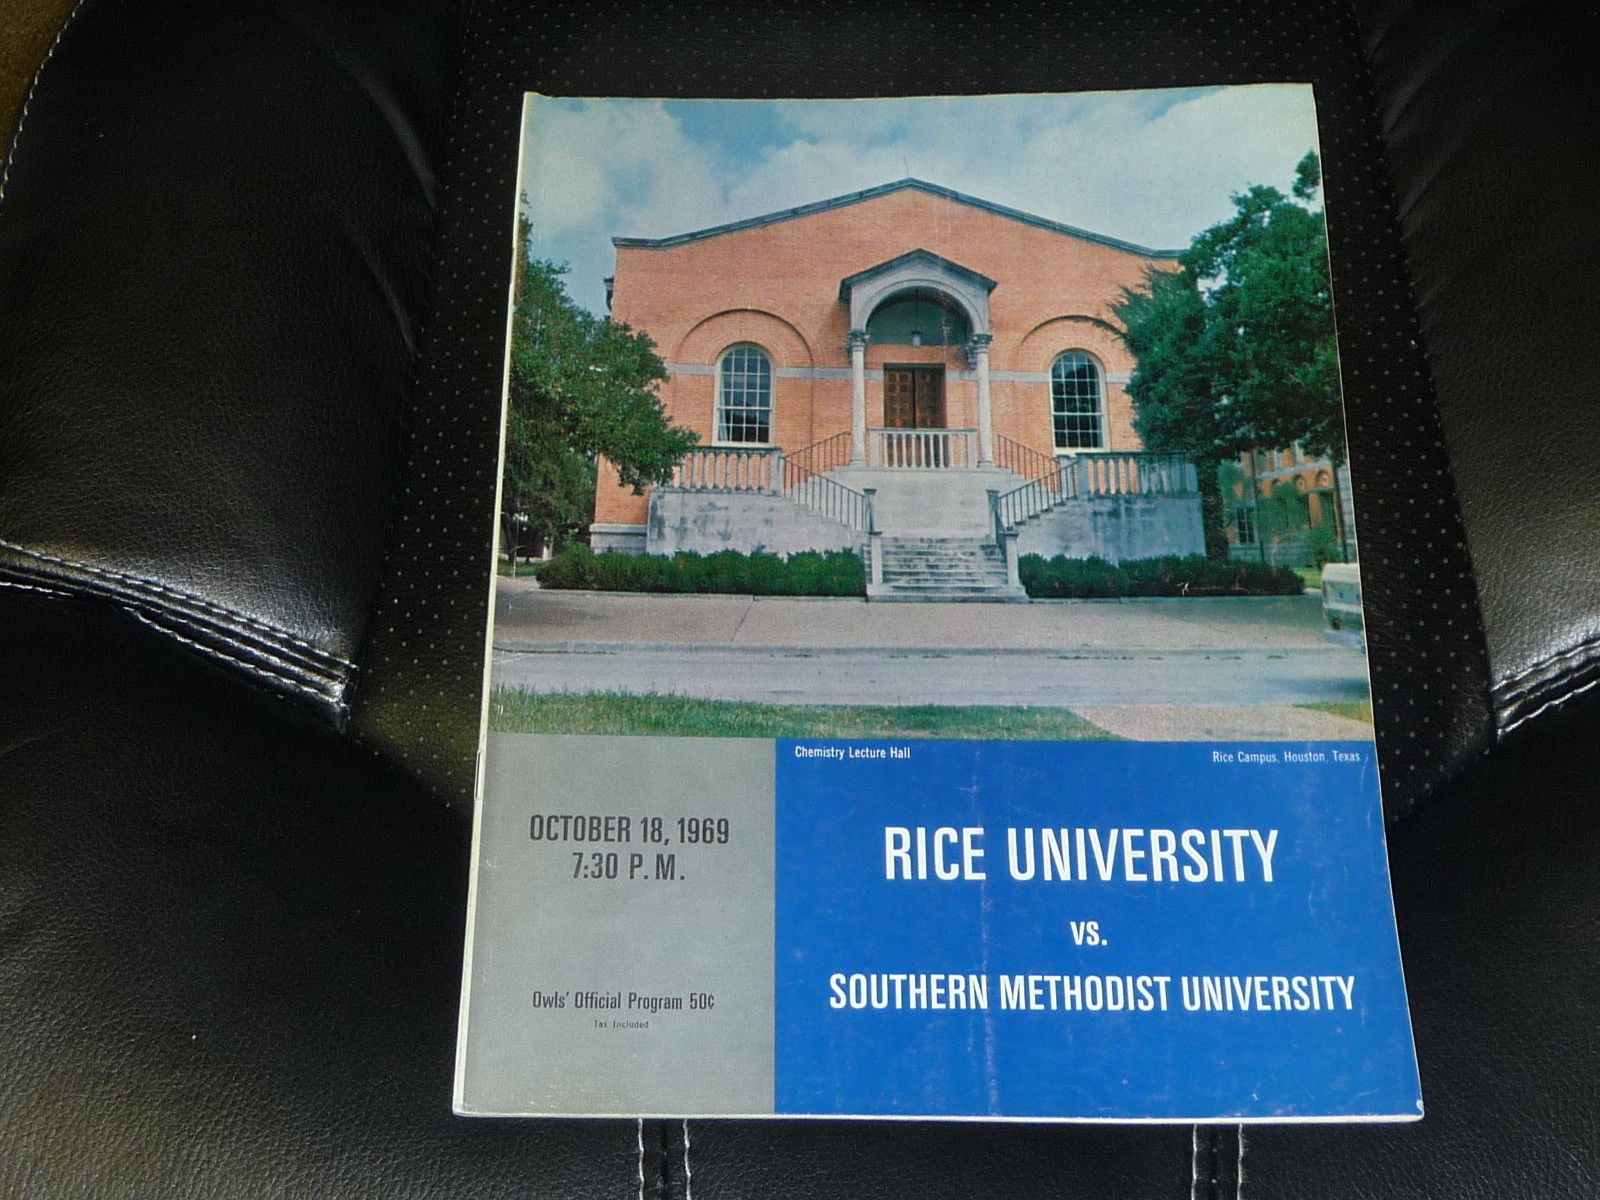 Chemistry Lecture Hall
Rice Campus, Houston, Texas
OCTOBER 18, 1969
7:30 P. M.
Owls' Official Program 50¢
Tax Included
RICE UNIVERSITY
VS.
SOUTHERN METHODIST UNIVERSITY